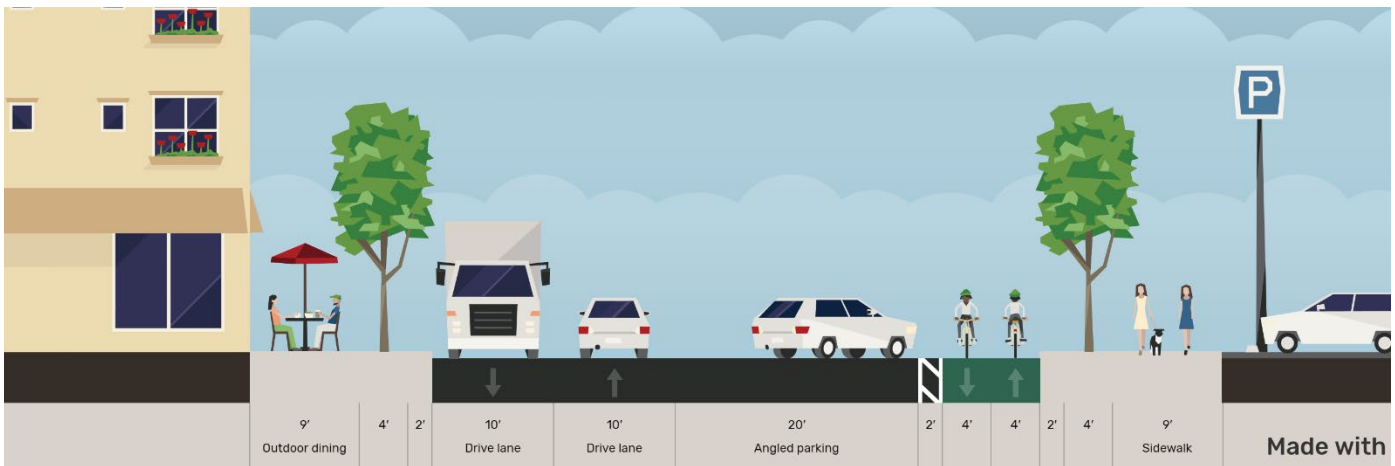 P
9′ 4′ 2′ 10′ 10′ 20′ 2′ 4′ 4′ 2′ 4′ 9′
Outdoor dining Drive lane Drive lane Angled parking Sidewalk
Made with